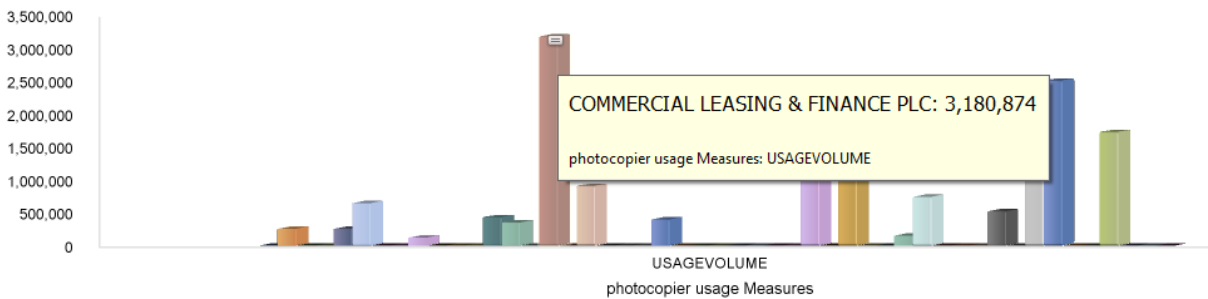 3,500,000
3,000,000
2,500,000
2,000,000
1,500,000
1,000,000
500,000
0
COMMERCIAL LEASING & FINANCE PLC: 3,180,874
photocopier usage Measures: USAGEVOLUME
USAGEVOLUME
photocopier usage Measures